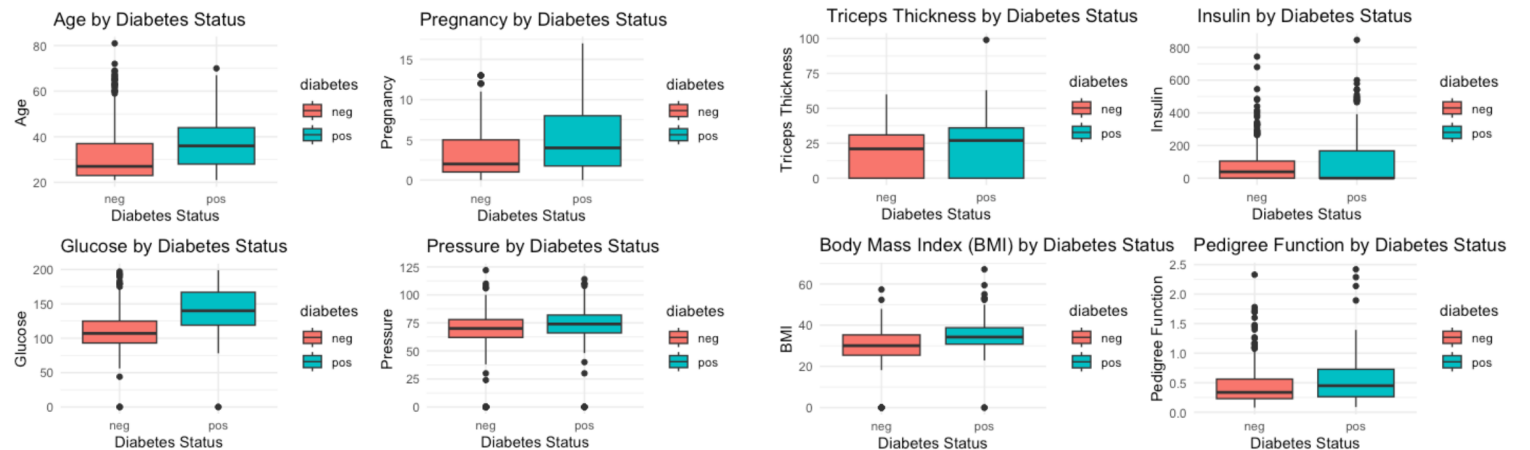 Age by Diabetes Status
80
60
40
20
Age
neg
pos
Diabetes Status
diabetes
neg
pos
Pregnancy by Diabetes Status
15
10
5
0
Pregnancy
neg
pos
Diabetes Status
diabetes
neg
pos
Triceps Thickness by Diabetes Status
100
75
50
25
0
Triceps Thickness
neg
pos
Diabetes Status
diabetes
neg
pos
Insulin by Diabetes Status
800
600
400
200
0
Insulin
neg
pos
Diabetes Status
diabetes
neg
pos
Glucose by Diabetes Status
200
150
100
50
0
Glucose
neg
pos
Diabetes Status
diabetes
neg
pos
Pressure by Diabetes Status
125
100
75
50
25
0
Pressure
neg
pos
Diabetes Status
diabetes
neg
pos
Body Mass Index (BMI) by Diabetes Status
60
40
20
0
BMI
neg
pos
Diabetes Status
diabetes
neg
pos
Pedigree Function by Diabetes Status
2.5
2.0
1.5
1.0
0.5
0.0
Pedigree Function
neg
pos
Diabetes Status
diabetes
neg
pos